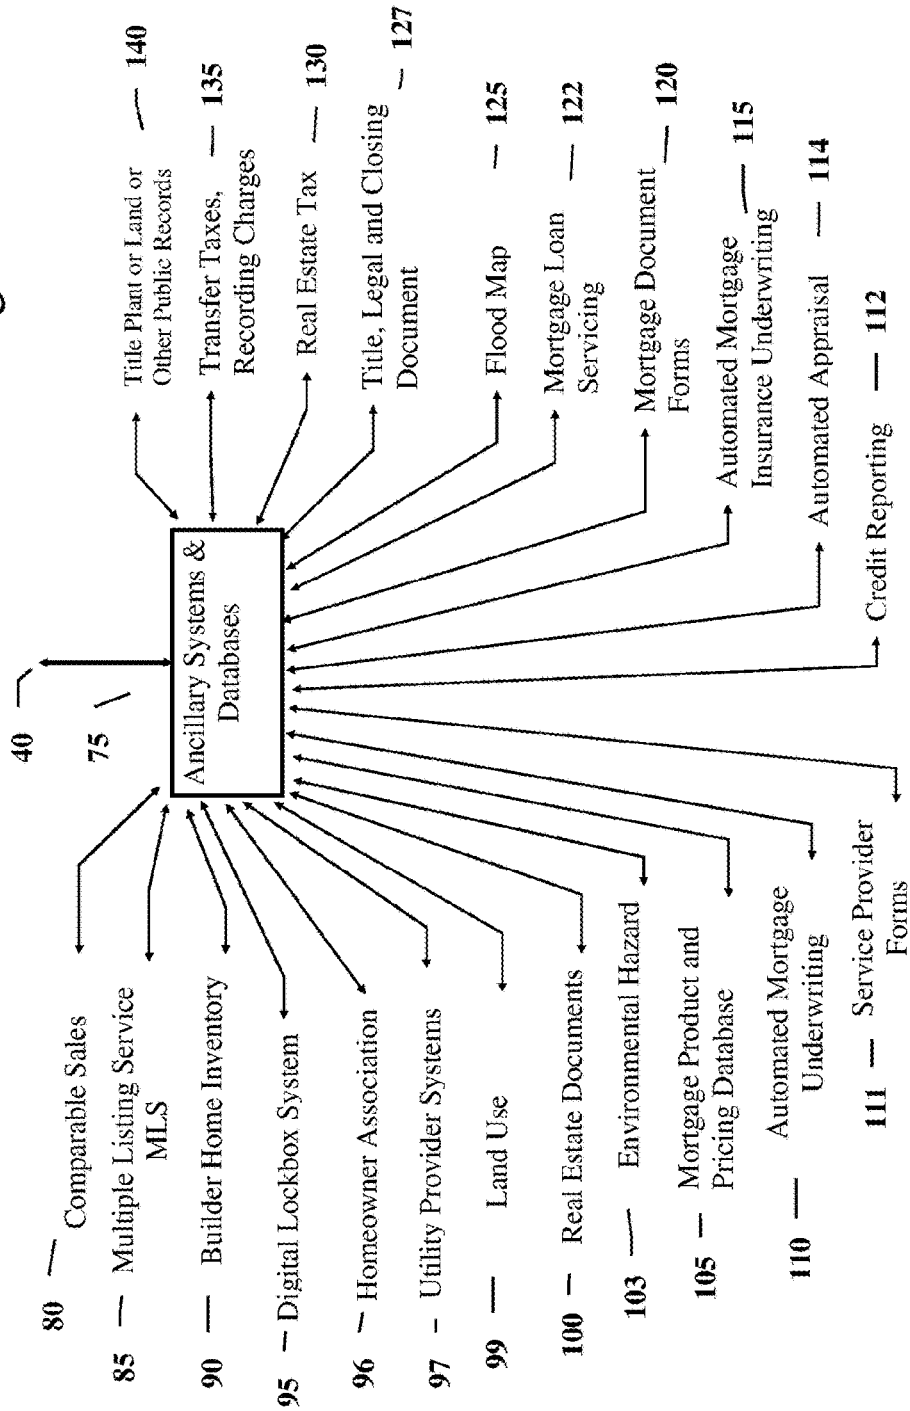 40
75
Ancillary Systems &
Databases
80
Comparable Sales
85
Multiple Listing Service
MLS
90
Builder Home Inventory
95
Digital Lockbox System
96
Homeowner Association
97
Utility Provider Systems
99
Land Use
100
Real Estate Documents
103
Environmental Hazard
105
Mortgage Product and
Pricing Database
110
Automated Mortgage
Underwriting
111
Service Provider
Forms
Title Plant or Land or
Other Public Records
140
Transfer Taxes,
Recording Charges
135
Real Estate Tax
130
Title, Legal and Closing
Document
127
Flood Map
125
Mortgage Loan
Servicing
122
Mortgage Document
Forms
120
Automated Mortgage
Insurance Underwriting
115
Automated Appraisal
114
Credit Reporting
112